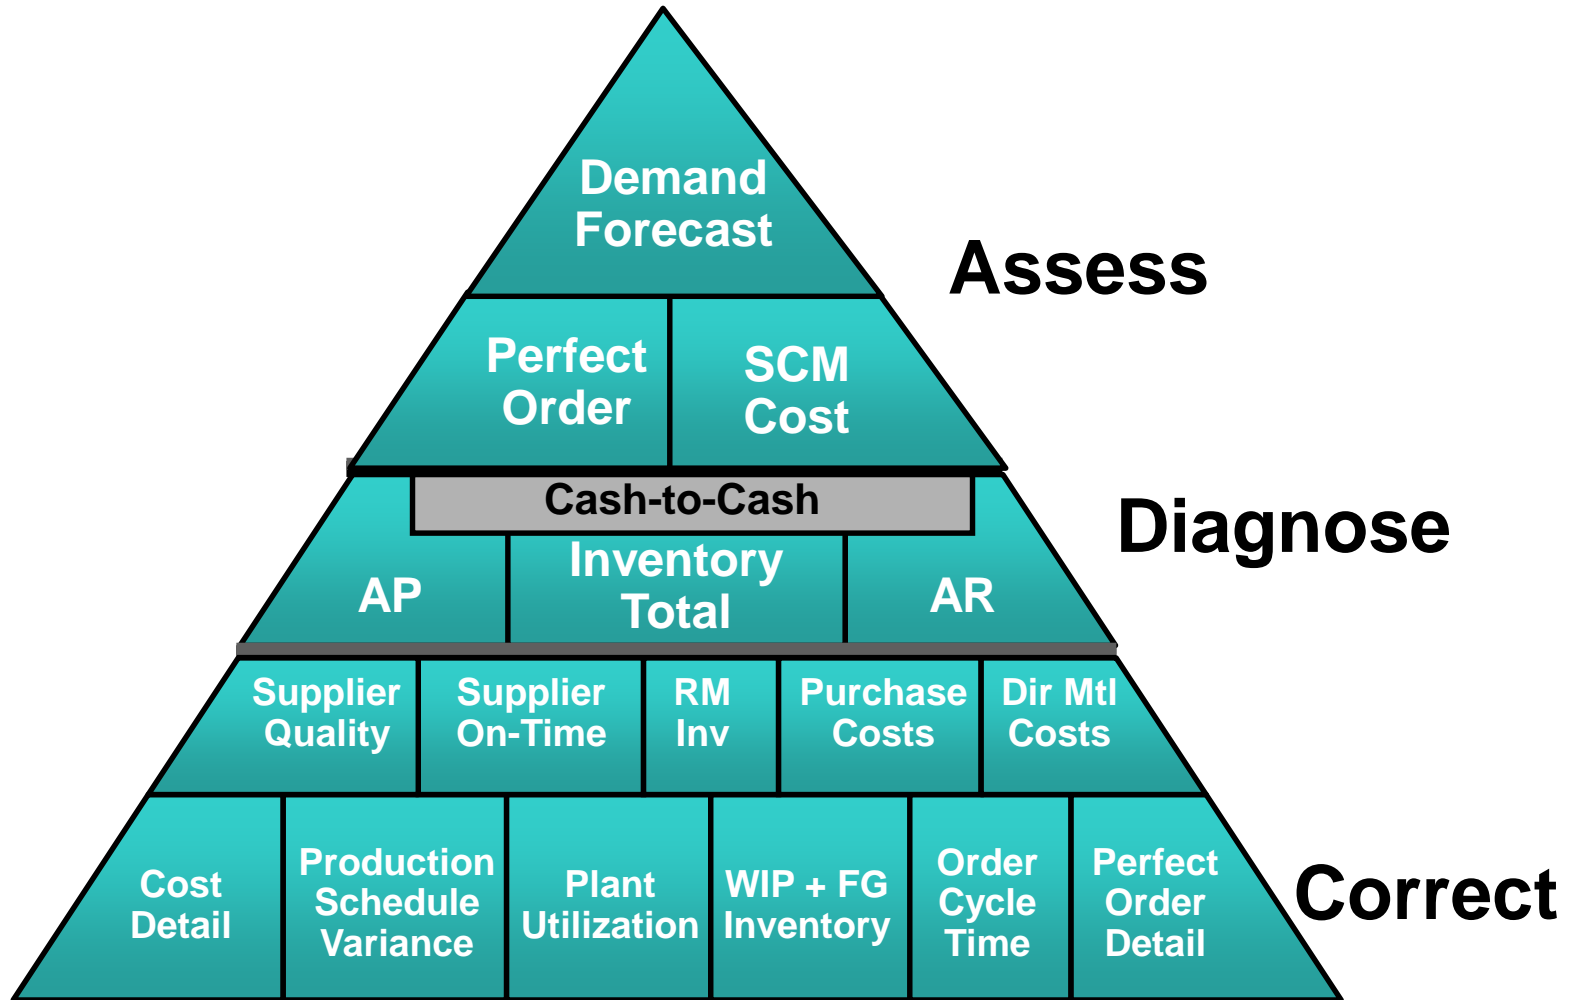 Demand
Forecast
Assess
Perfect
Order
SCM
Cost
Cash-to-Cash
Diagnose
AP
Inventory
Total
AR
Supplier
Quality
Supplier
On-Time
RM
Inv
Purchase
Costs
Dir Mtl
Costs
Cost
Detail
Production
Schedule
Variance
Plant
Utilization
WIP + FG
Inventory
Order
Cycle
Time
Perfect
Order
Detail
Correct